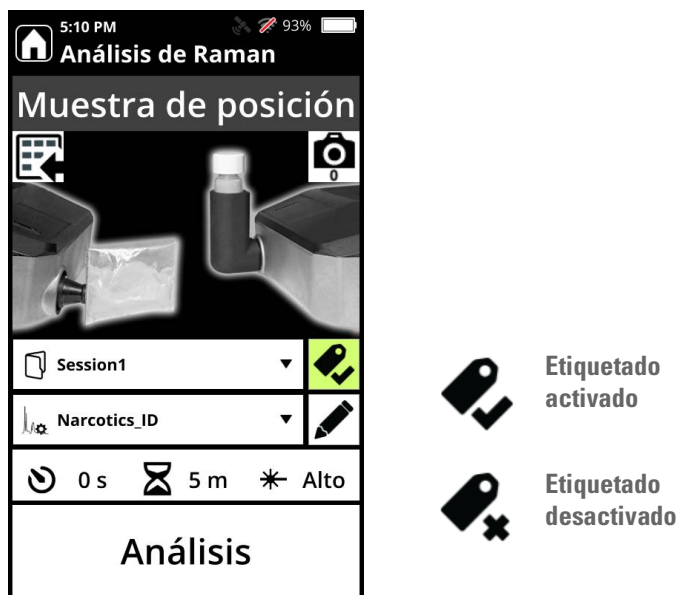 5:10 PM
93%
Análisis de Raman
Muestra de posición
0
Session1
Narcotics_ID
0 s
5 m
Alto
Análisis
Etiquetado
activado
Etiquetado
desactivado